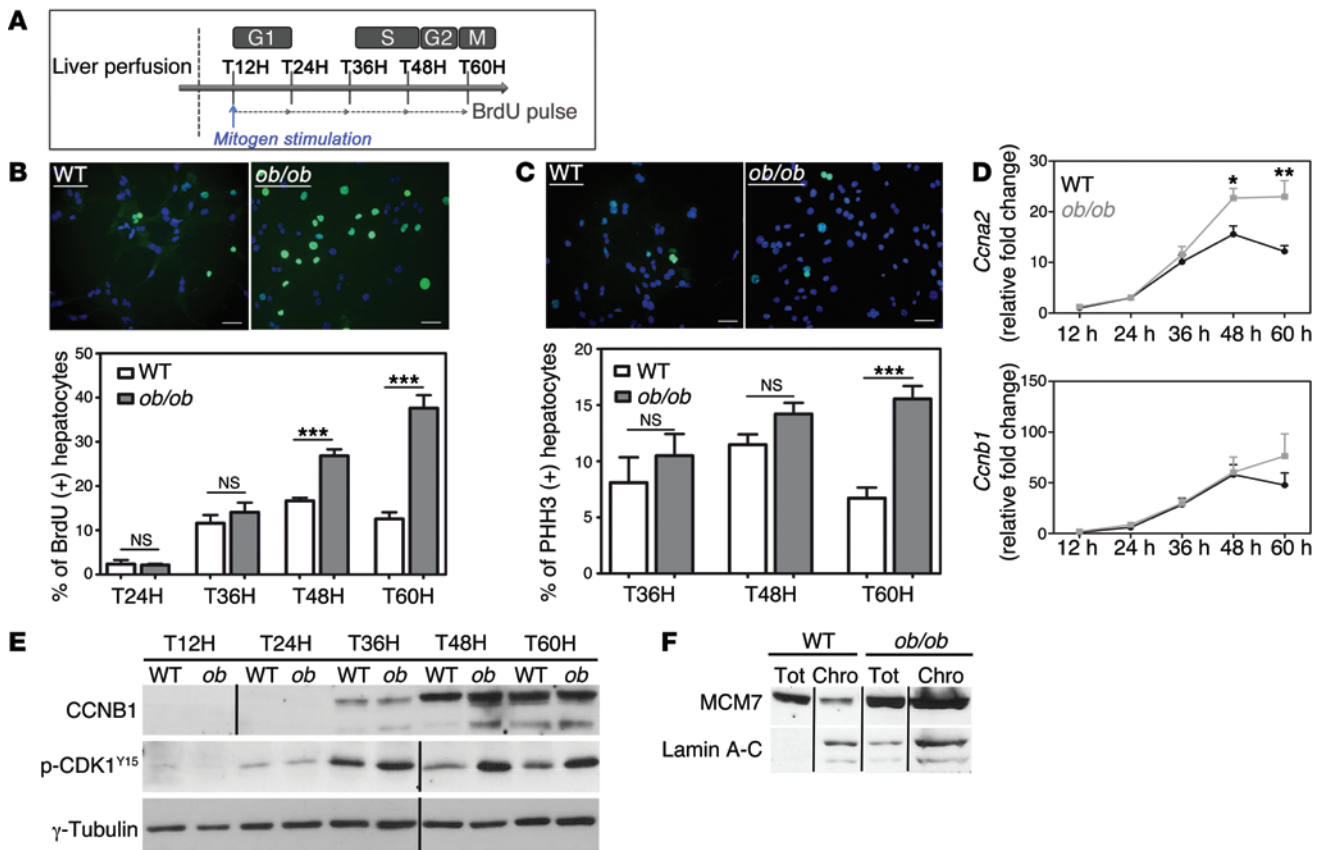 A
G1 S G2 M
Liver perfusion T12H T24H T36H T48H T60H
BrdU pulse
Mitogen stimulation
B
WT ob/ob
% of BrdU (+) hepatocytes
50
40
30
20
10
0
WT
ob/ob
NS NS *** ***
T24H T36H T48H T60H
C
WT ob/ob
% of PHH3 (+) hepatocytes
20
15
10
5
0
WT
ob/ob
NS NS ***
T36H T48H T60H
D
Ccna2
(relative fold change)
30
20
10
0
WT
ob/ob
* **
12 h 24 h 36 h 48 h 60 h
Ccnb1
(relative fold change)
150
100
50
0
12 h 24 h 36 h 48 h 60 h
E
T12H T24H T36H T48H T60H
WT ob WT ob WT ob WT ob WT ob
CCNB1
p-CDK1Y15
γ-Tubulin
F
WT ob/ob
Tot Chro Tot Chro
MCM7
Lamin A-C